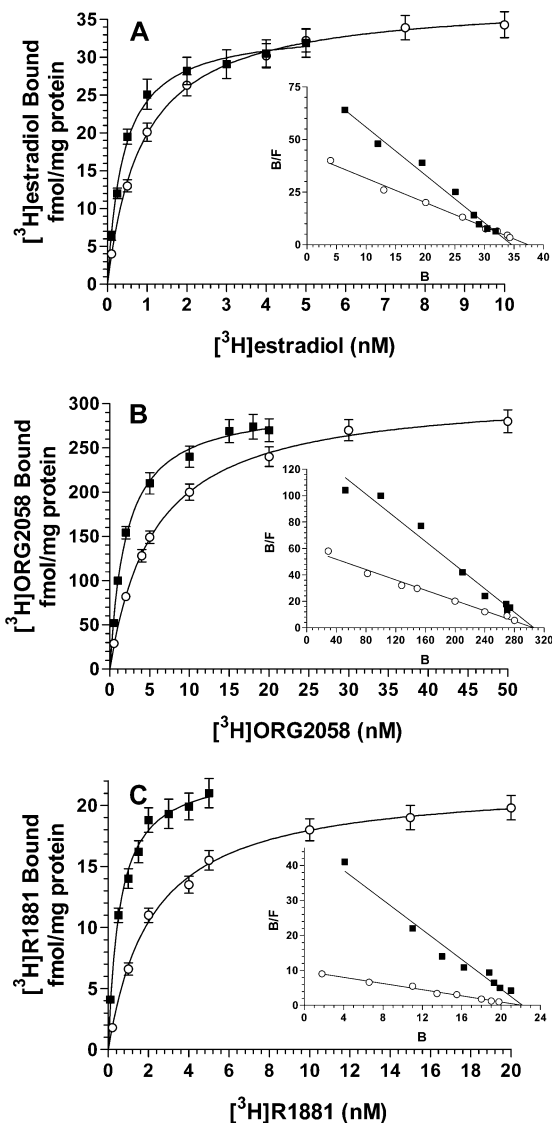 A
[³H]estradiol Bound
fmol/mg protein
35
30
25
20
15
10
5
0
0 1 2 3 4 5 6 7 8 9 10
[³H]estradiol (nM)
B/F
75
50
25
0
0 5 10 15 20 25 30 35 40
B
B
[³H]ORG2058 Bound
fmol/mg protein
300
250
200
150
100
50
0
0 5 10 15 20 25 30 35 40 45 50
[³H]ORG2058 (nM)
B/F
120
100
80
60
40
20
0
0 40 80 120 160 200 240 280 320
B
C
[³H]R1881 Bound
fmol/mg protein
20
15
10
5
0
0 2 4 6 8 10 12 14 16 18 20
[³H]R1881 (nM)
B/F
40
30
20
10
0
0 4 8 12 16 20 24
B